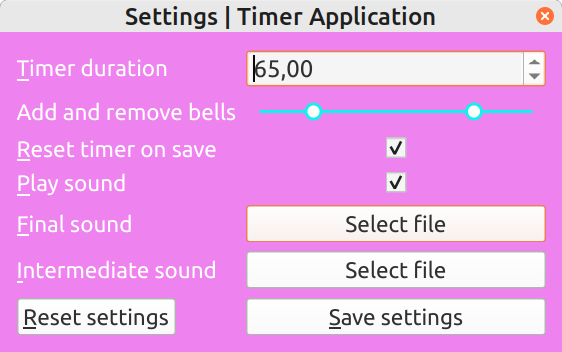 Settings | Timer Application
Timer duration 65,00
Add and remove bells
Reset timer on save
Play sound
Final sound Select file
Intermediate sound Select file
Reset settings Save settings